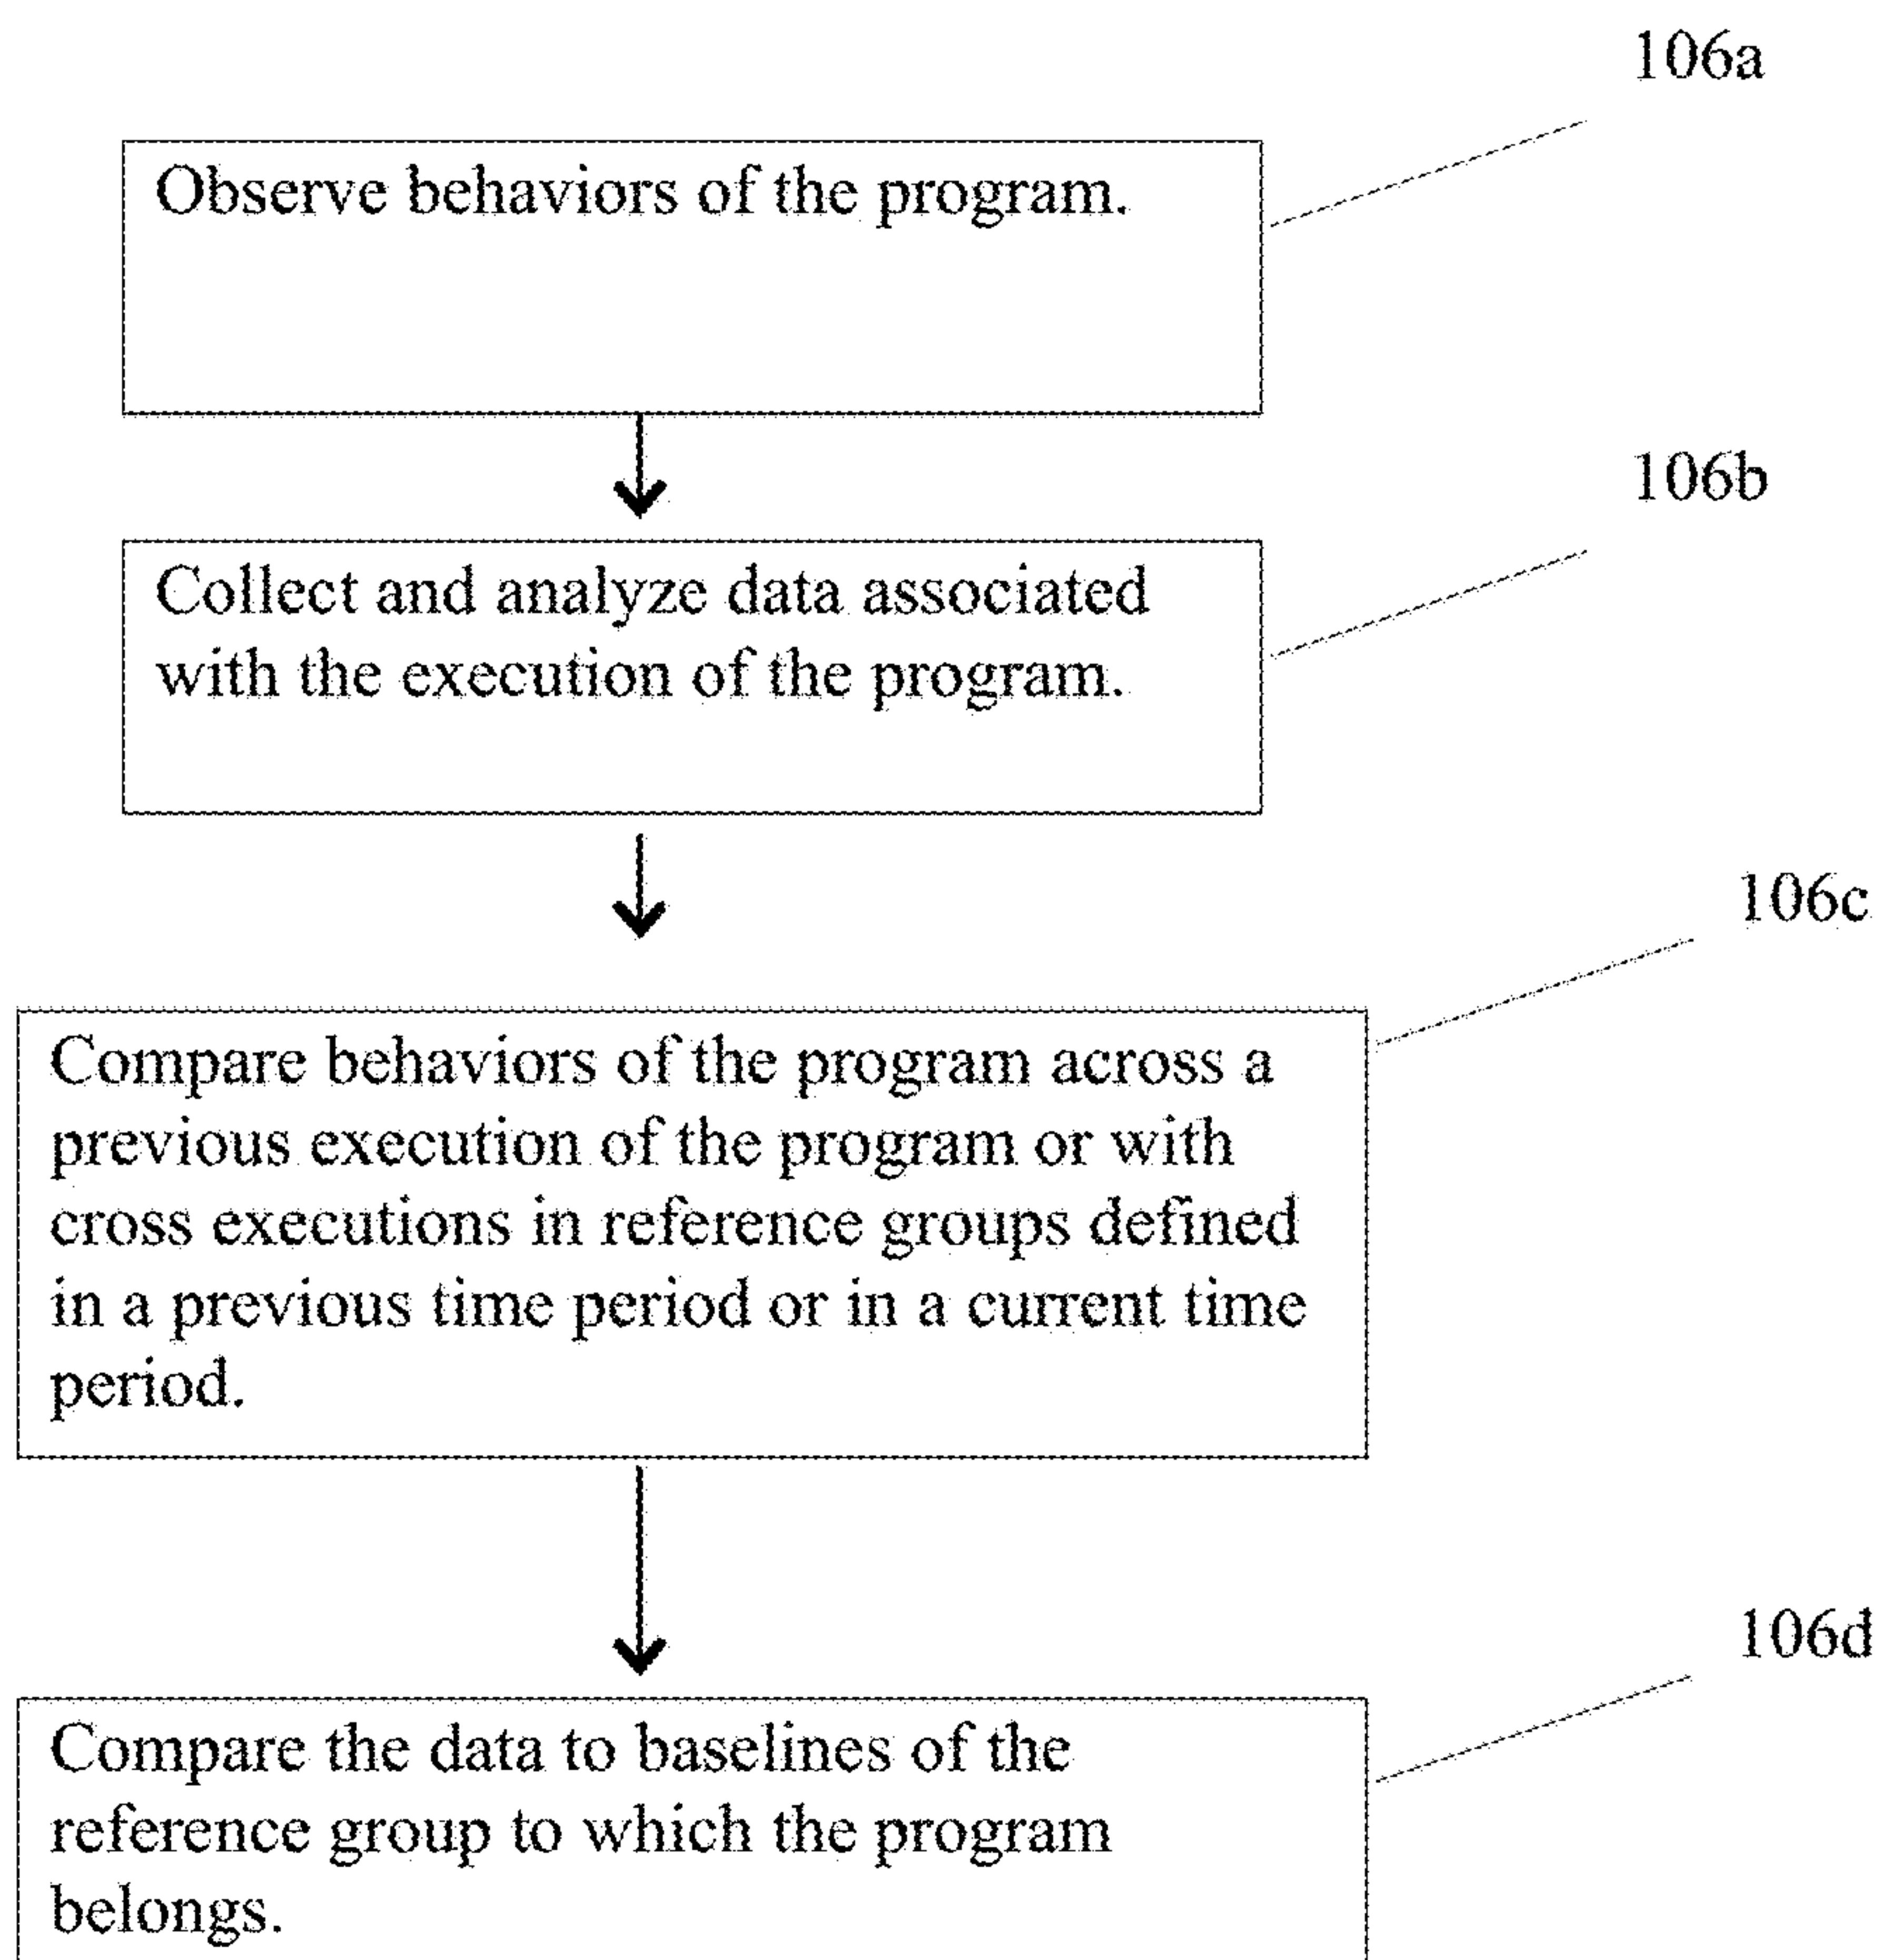 106a
Observe behaviors of the program.
106b
Collect and analyze data associated
with the execution of the program.
106c
Compare behaviors of the program across a
previous execution of the program or with
cross executions in reference groups defined
in a previous time period or in a current time
period.
106d
Compare the data to baselines of the
reference group to which the program
belongs.